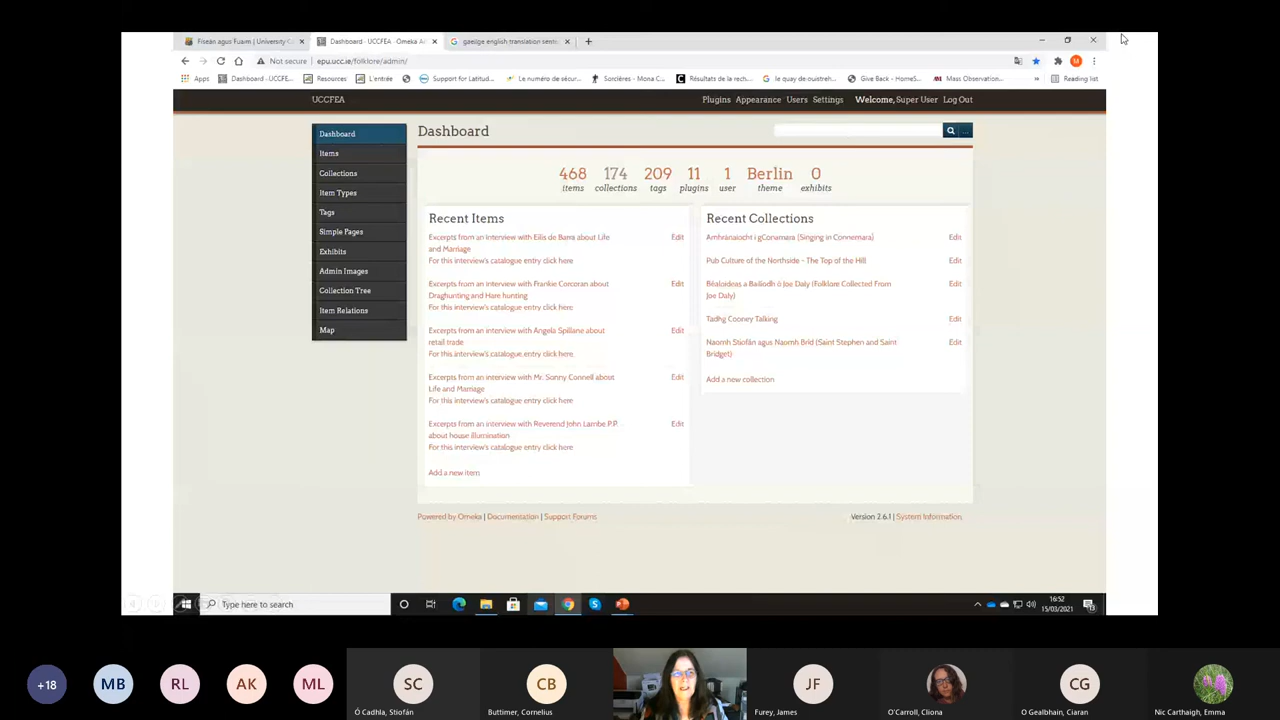 Físeán agus Fuaim | University C
Dashboard · UCCFEA · Omeka A
gaeilge english translation sent
Not secure | epu.ucc.ie/folklore/admin/
Apps
Dashboard · UCCFE...
Resources
L'entrée
Support for Latitud...
Le numéro de sécur...
Sorcières - Mona C...
Résultats de la rech...
le quay de ouistreh...
Give Back - HomeS...
Mass Observation...
Reading list
UCCFEA
Plugins Appearance Users Settings Welcome, Super User Log Out
Dashboard
Items
Collections
Item Types
Tags
Simple Pages
Exhibits
Admin Images
Collection Tree
Item Relations
Map
Dashboard
468 174 209 11 1 Berlin 0
items collections tags plugins user theme exhibits
Recent Items
Excerpts from an Interview with Eilis de Barra about Life
and Marriage
For this interview's catalogue entry click here
Edit
Excerpts from an interview with Frankie Corcoran about
Draghunting and Hare hunting
For this interview's catalogue entry click here
Edit
Excerpts from an interview with Angela Spillane about
retail trade
For this interview's catalogue entry click here
Edit
Excerpts from an interview with Mr. Sonny Connell about
Life and Marriage
For this interview's catalogue entry click here
Edit
Excerpts from an interview with Reverend John Lambe P.P.
about house illumination
For this interview's catalogue entry click here
Edit
Add a new item
Recent Collections
Amhránaíocht i gConamara (Singing in Connemara)
Edit
Pub Culture of the Northside - The Top of the Hill
Edit
Béaloideas a Bailíodh ó Joe Daly (Folklore Collected From
Joe Daly)
Edit
Tadhg Cooney Talking
Edit
Naomh Stiofán agus Naomh Bríd (Saint Stephen and Saint
Bridget)
Edit
Add a new collection
Powered by Omeka | Documentation | Support Forums
Version 2.6.1 | System Information
Type here to search
16:52
15/03/2021
+18
MB
RL
AK
ML
SC
Ó Cadhla, Stiofán
CB
Buttimer, Cornelius
JF
Furey, James
O'Carroll, Cliona
CG
O Gealbhain, Ciaran
Nic Carthaigh, Emma